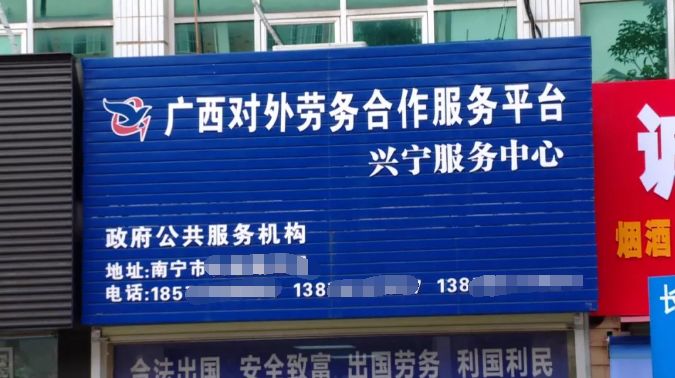 广西对外劳务合作服务平台
兴宁服务中心
政府公共服务机构
地址:南宁市
电话:185 138 7 138
合法出国 安全致富 出国劳务 利国利民
烟酒
长